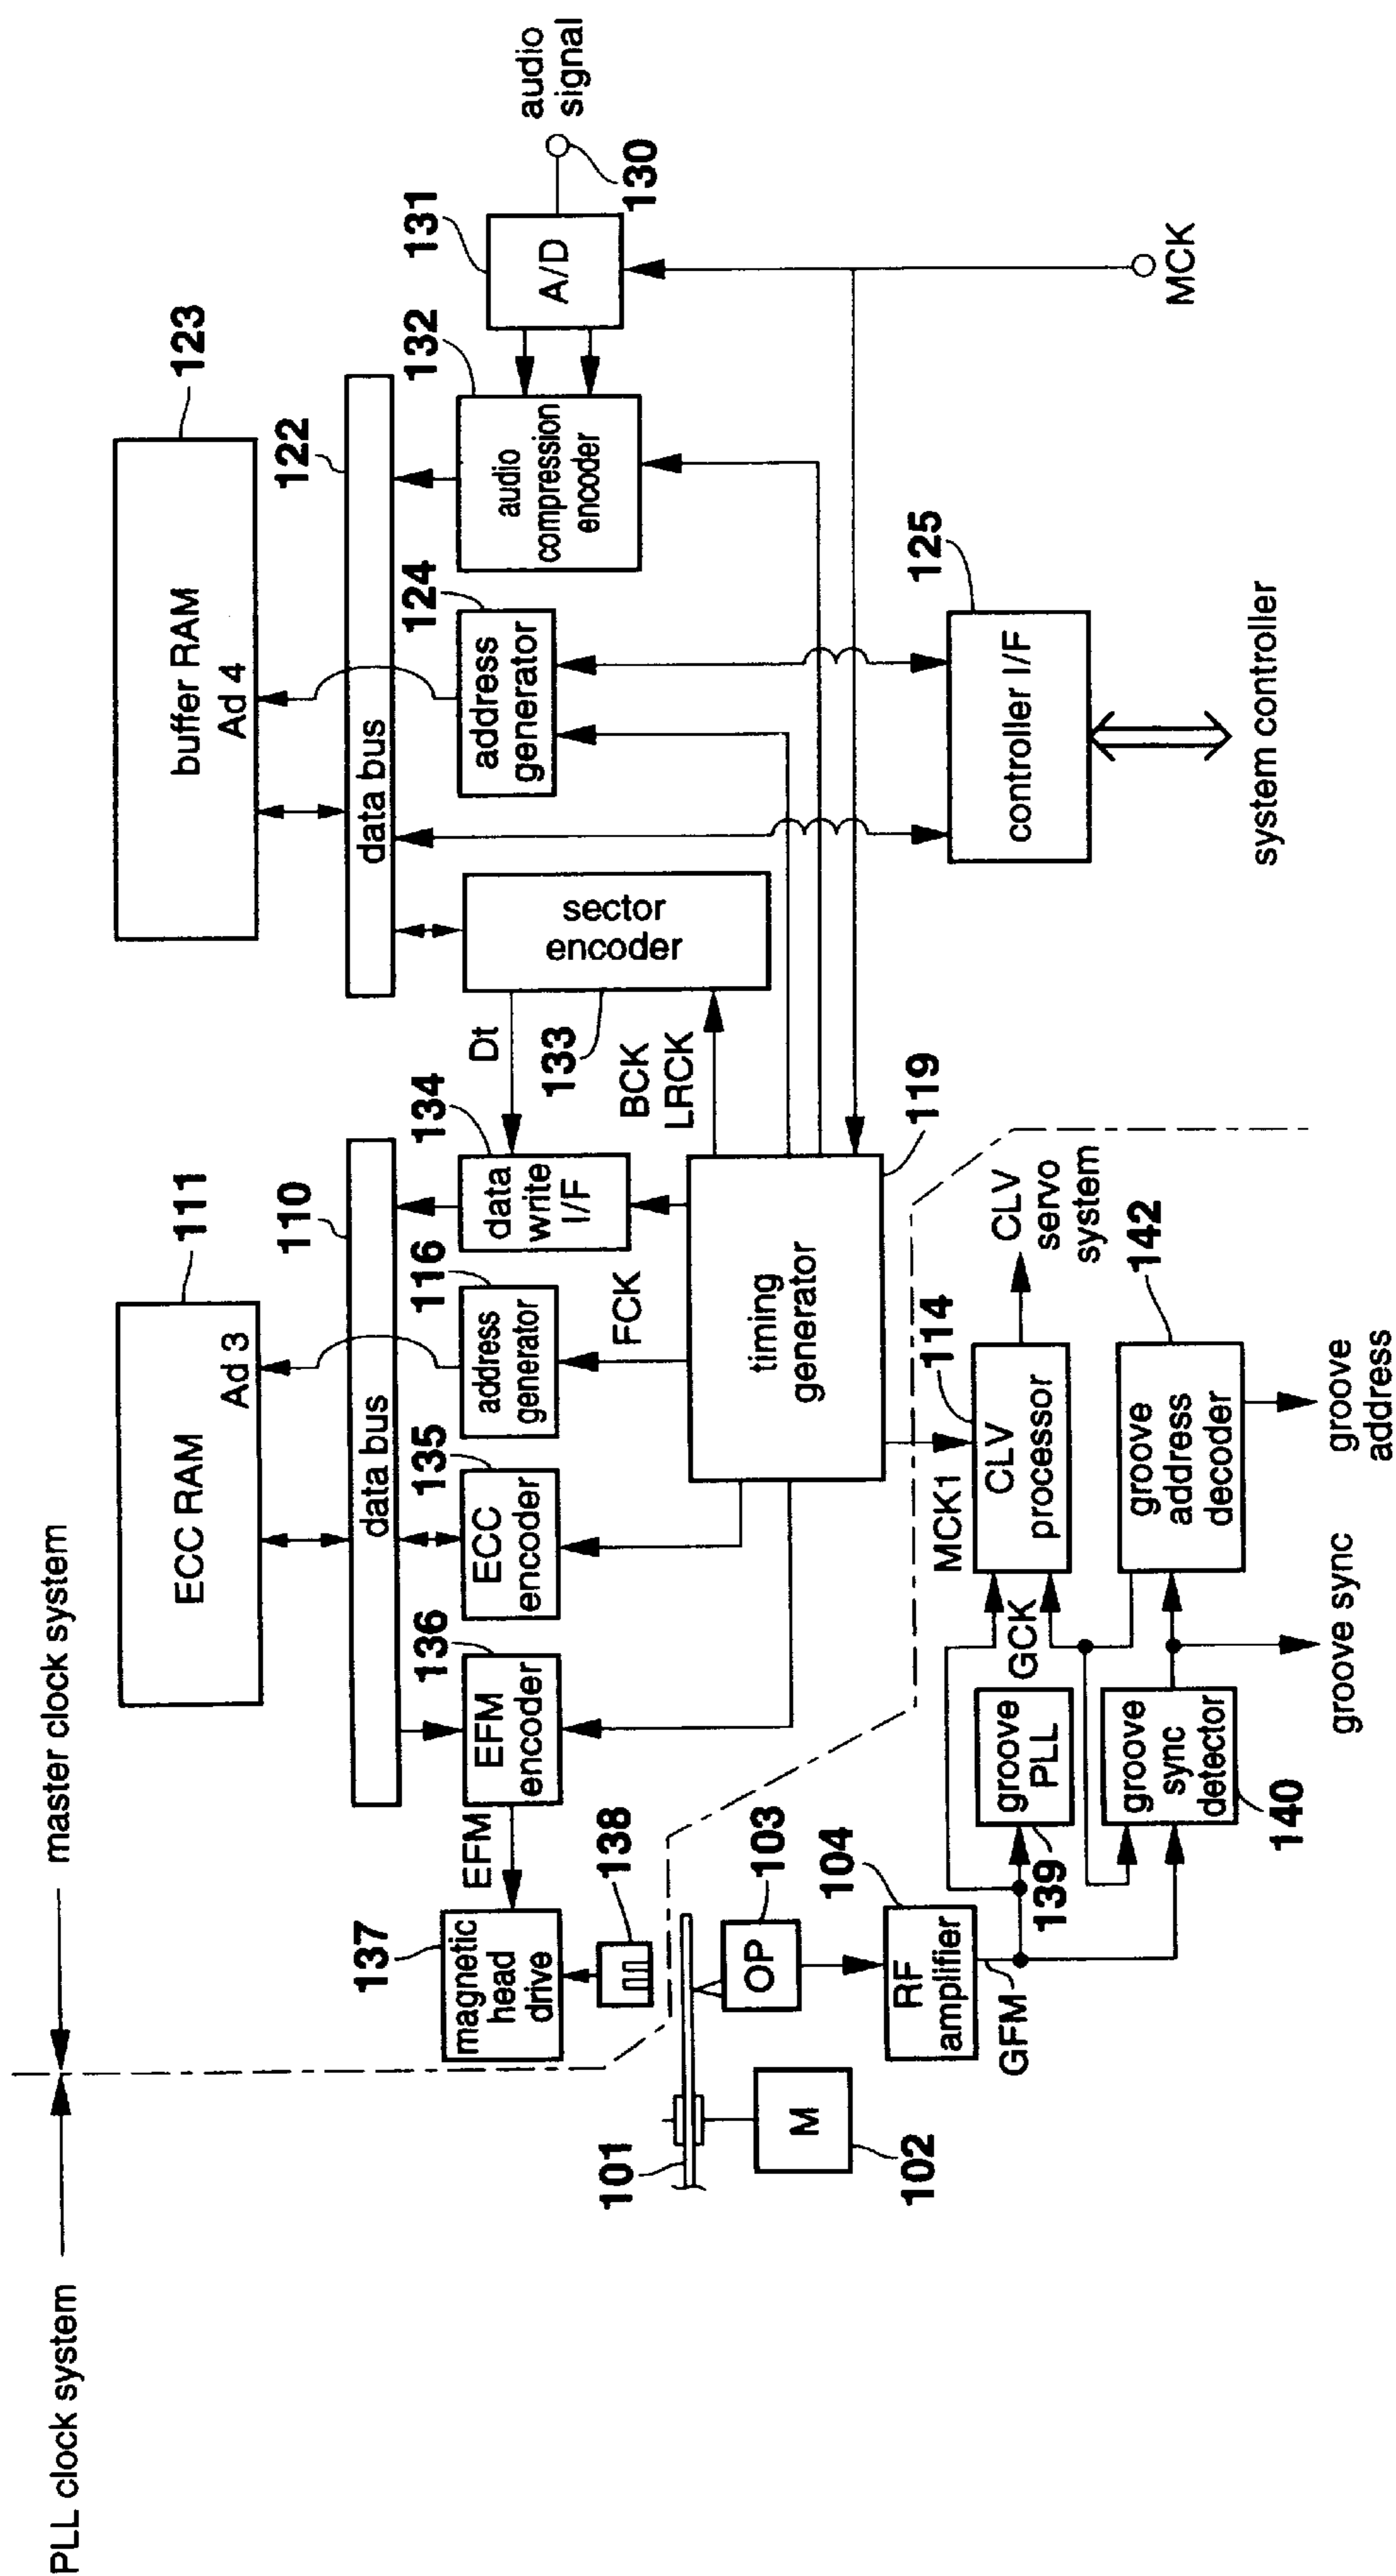 PLL clock system
master clock system
111
ECC RAM
Ad 3
123
buffer RAM
Ad 4
110
data bus
122
data bus
137
magnetic
head
drive
EFM
136
EFM
encoder
135
ECC
encoder
116
address
generator
134
data
write
I/F
Dt
133
sector
encoder
124
address
generator
132
audio
compression
encoder
131
A/D
130
audio
signal
138
FCK
BCK
LRCK
101
M
102
OP
103
timing
generator
119
104
RF
amplifier
GFM
139
groove
PLL
GCK
MCK1
114
CLV
processor
CLV
servo
system
140
groove
sync
detector
142
groove
address
decoder
groove sync
groove
address
125
controller I/F
system controller
MCK